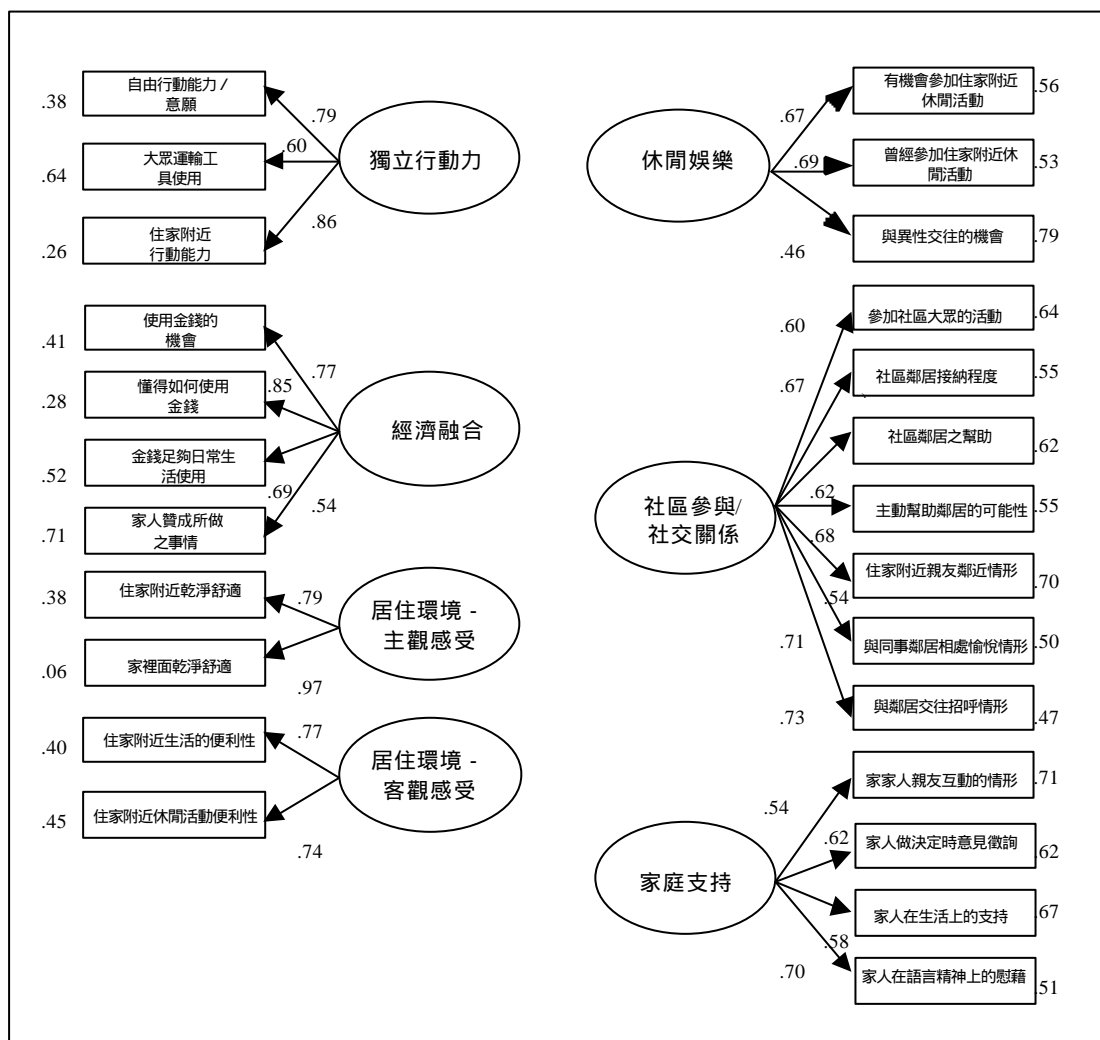 .38
自由行動能力 /
意願
.79
.60
.64
大眾運輸工
具使用
獨立行動力
.86
.26
住家附近
行動能力
.41
使用金錢的
機會
.77
.28
懂得如何使用
金錢
.85
經濟融合
.52
金錢足夠日常生
活使用
.69
.54
.71
家人贊成所做
之事情
.38
住家附近乾淨舒適
.79
居住環境 -
主觀感受
.06
家裡面乾淨舒適
.97
.40
住家附近生活的便利性
.77
居住環境 -
客觀感受
.45
住家附近休閒活動便利性
.74
有機會參加住家附近
休閒活動
.56
.67
休閒娛樂
.69
曾經參加住家附近休
閒活動
.53
.46
與異性交往的機會
.79
參加社區大眾的活動
.64
.60
社區鄰居接納程度
.55
.67
社區鄰居之幫助
.62
社區參與/
社交關係
.62
主動幫助鄰居的可能性
.55
.68
住家附近親友鄰近情形
.70
.54
與同事鄰居相處愉悅情形
.50
.71
與鄰居交往招呼情形
.47
.73
家家人親友互動的情形
.71
.54
家人做決定時意見徵詢
.62
.62
家庭支持
家人在生活上的支持
.67
.58
家人在語言精神上的慰藉
.51
.70